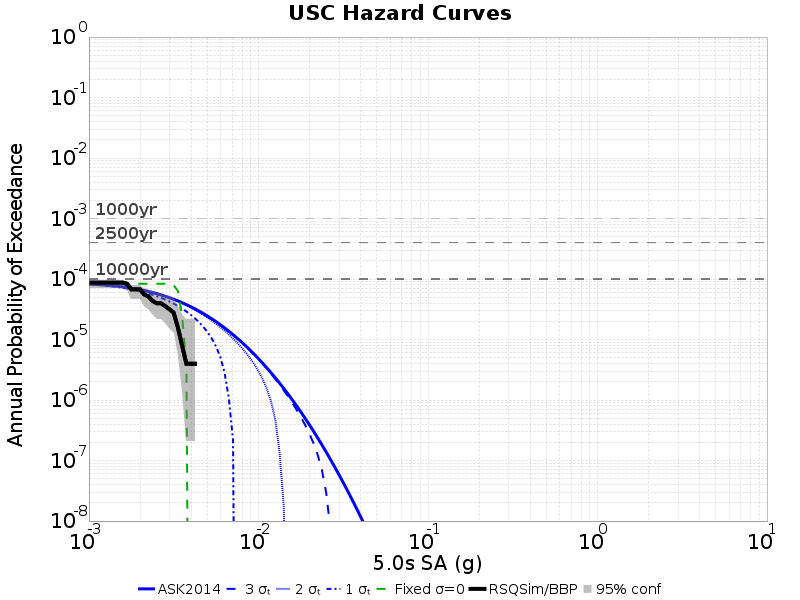 USC Hazard Curves
Annual Probability of Exceedance
10^0
10^-1
10^-2
10^-3
10^-4
10^-5
10^-6
10^-7
10^-8
1000yr
2500yr
10000yr
10^-3 10^-2 10^-1 10^0 10^1
5.0s SA (g)
ASK2014 3 σₜ 2 σₜ 1 σₜ Fixed σ=0 RSQSim/BBP 95% conf